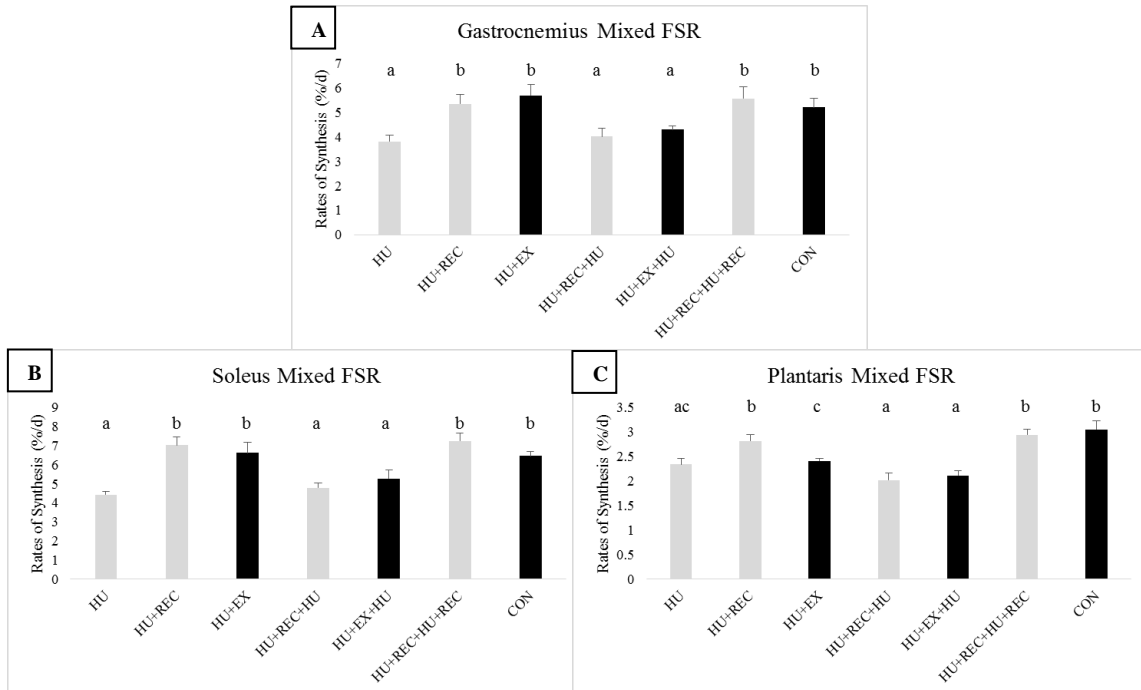 A
Gastrocnemius Mixed FSR
Rates of Synthesis (%/d)
7
6
5
4
3
2
1
0
a b b a a b b
HU
HU+REC
HU+EX
HU+REC+HU
HU+EX+HU
HU+REC+HU+REC
CON
B
Soleus Mixed FSR
Rates of Synthesis (%/d)
9
8
7
6
5
4
3
2
1
0
a b b a a b b
HU
HU+REC
HU+EX
HU+REC+HU
HU+EX+HU
HU+REC+HU+REC
CON
C
Plantaris Mixed FSR
Rates of Synthesis (%/d)
3.5
3
2.5
2
1.5
1
0.5
0
ac b c a a b b
HU
HU+REC
HU+EX
HU+REC+HU
HU+EX+HU
HU+REC+HU+REC
CON